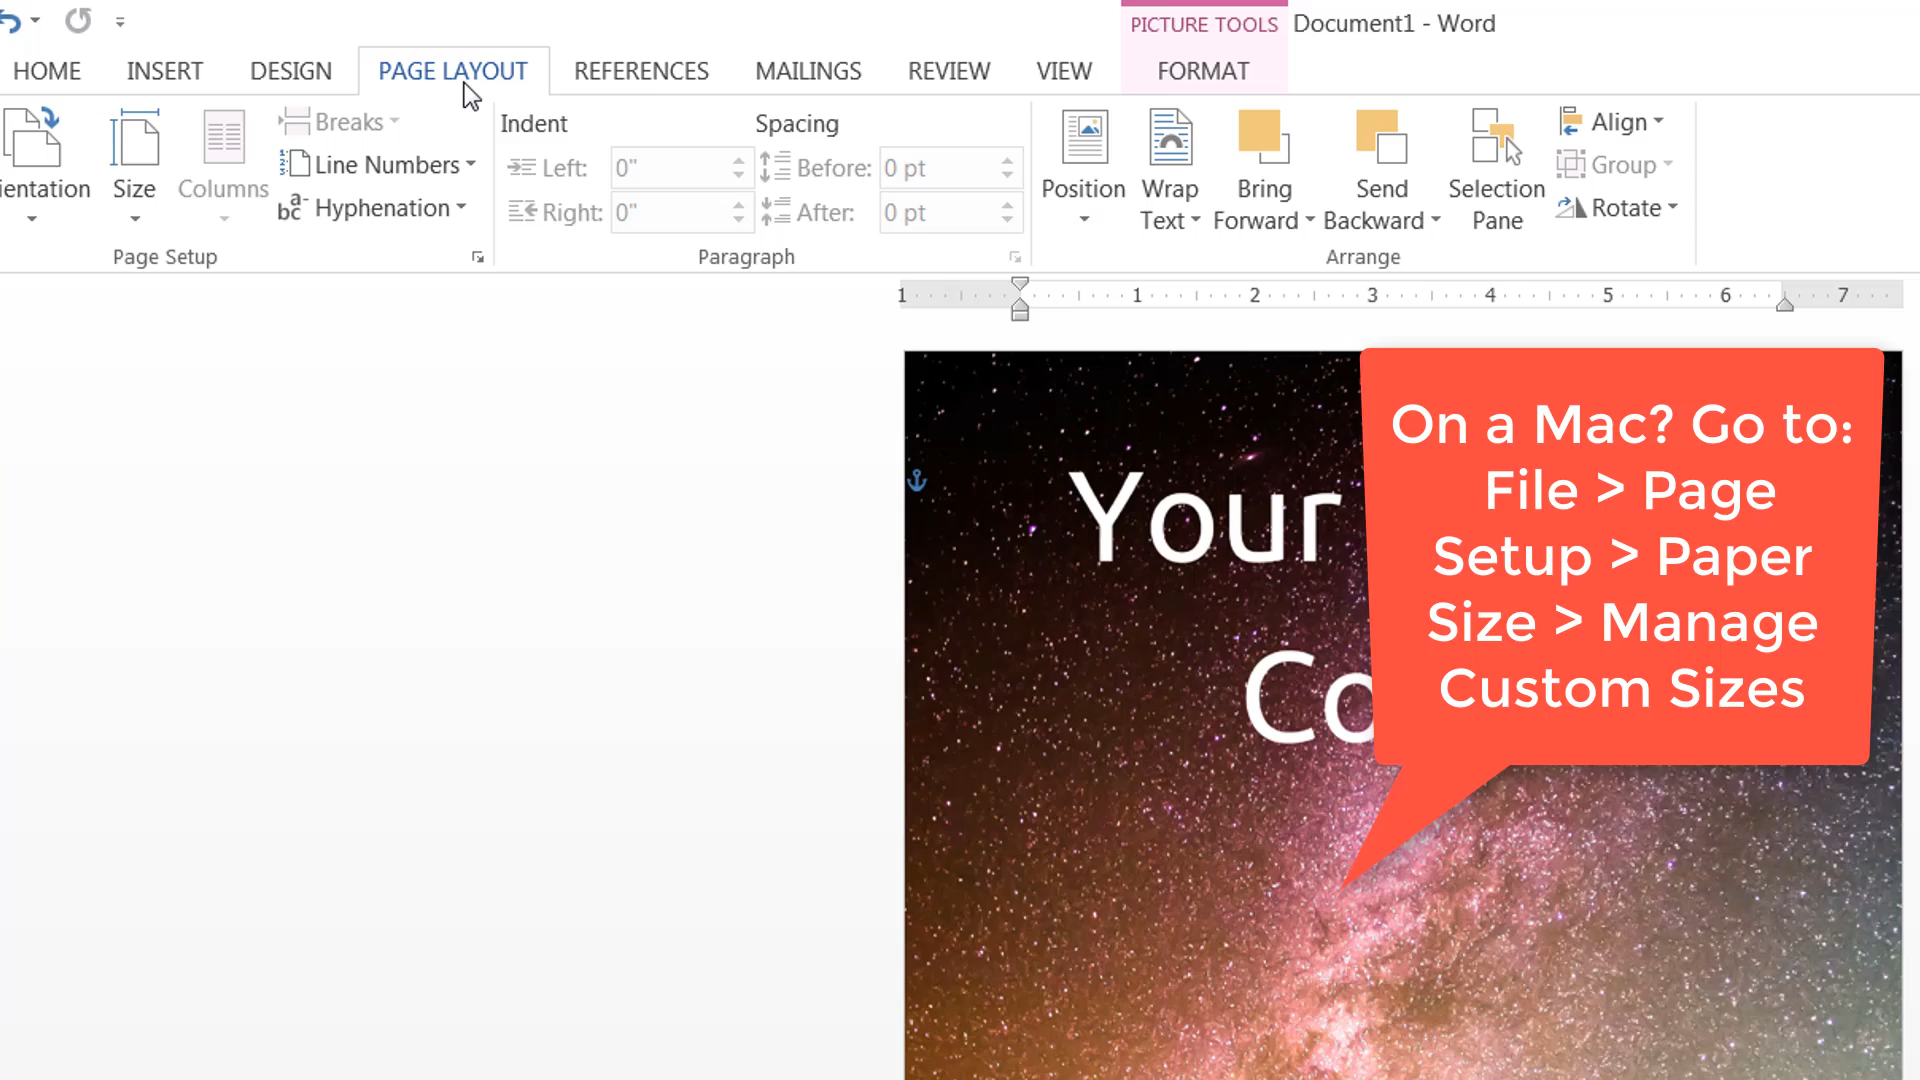 PICTURE TOOLS Document1 - Word
HOME INSERT DESIGN PAGE LAYOUT REFERENCES MAILINGS REVIEW VIEW FORMAT
Breaks Indent Spacing Align
Line Numbers Left: 0" Before: 0 pt Group
ientation Size Columns Position Wrap Bring Send Selection
Hyphenation Right: 0" After: 0 pt Text Forward Backward Pane Rotate
Page Setup Paragraph Arrange
1 1 2 3 4 5 6 7
On a Mac? Go to:
File > Page
Setup > Paper
Size > Manage
Custom Sizes
Your
Co